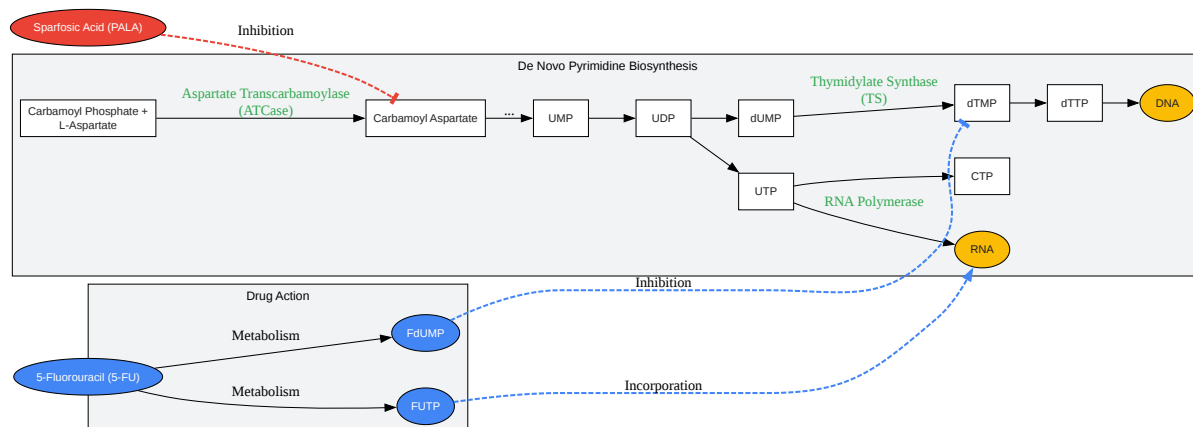 Sparfosic Acid (PALA)
Inhibition
De Novo Pyrimidine Biosynthesis
Carbamoyl Phosphate +
L-Aspartate
Aspartate Transcarbamoylase
(ATCase)
Carbamoyl Aspartate
...
UMP
UDP
dUMP
Thymidylate Synthase
(TS)
dTMP
dTTP
DNA
UTP
CTP
RNA Polymerase
RNA
Inhibition
Drug Action
Metabolism
FdUMP
5-Fluorouracil (5-FU)
Metabolism
FUTP
Incorporation